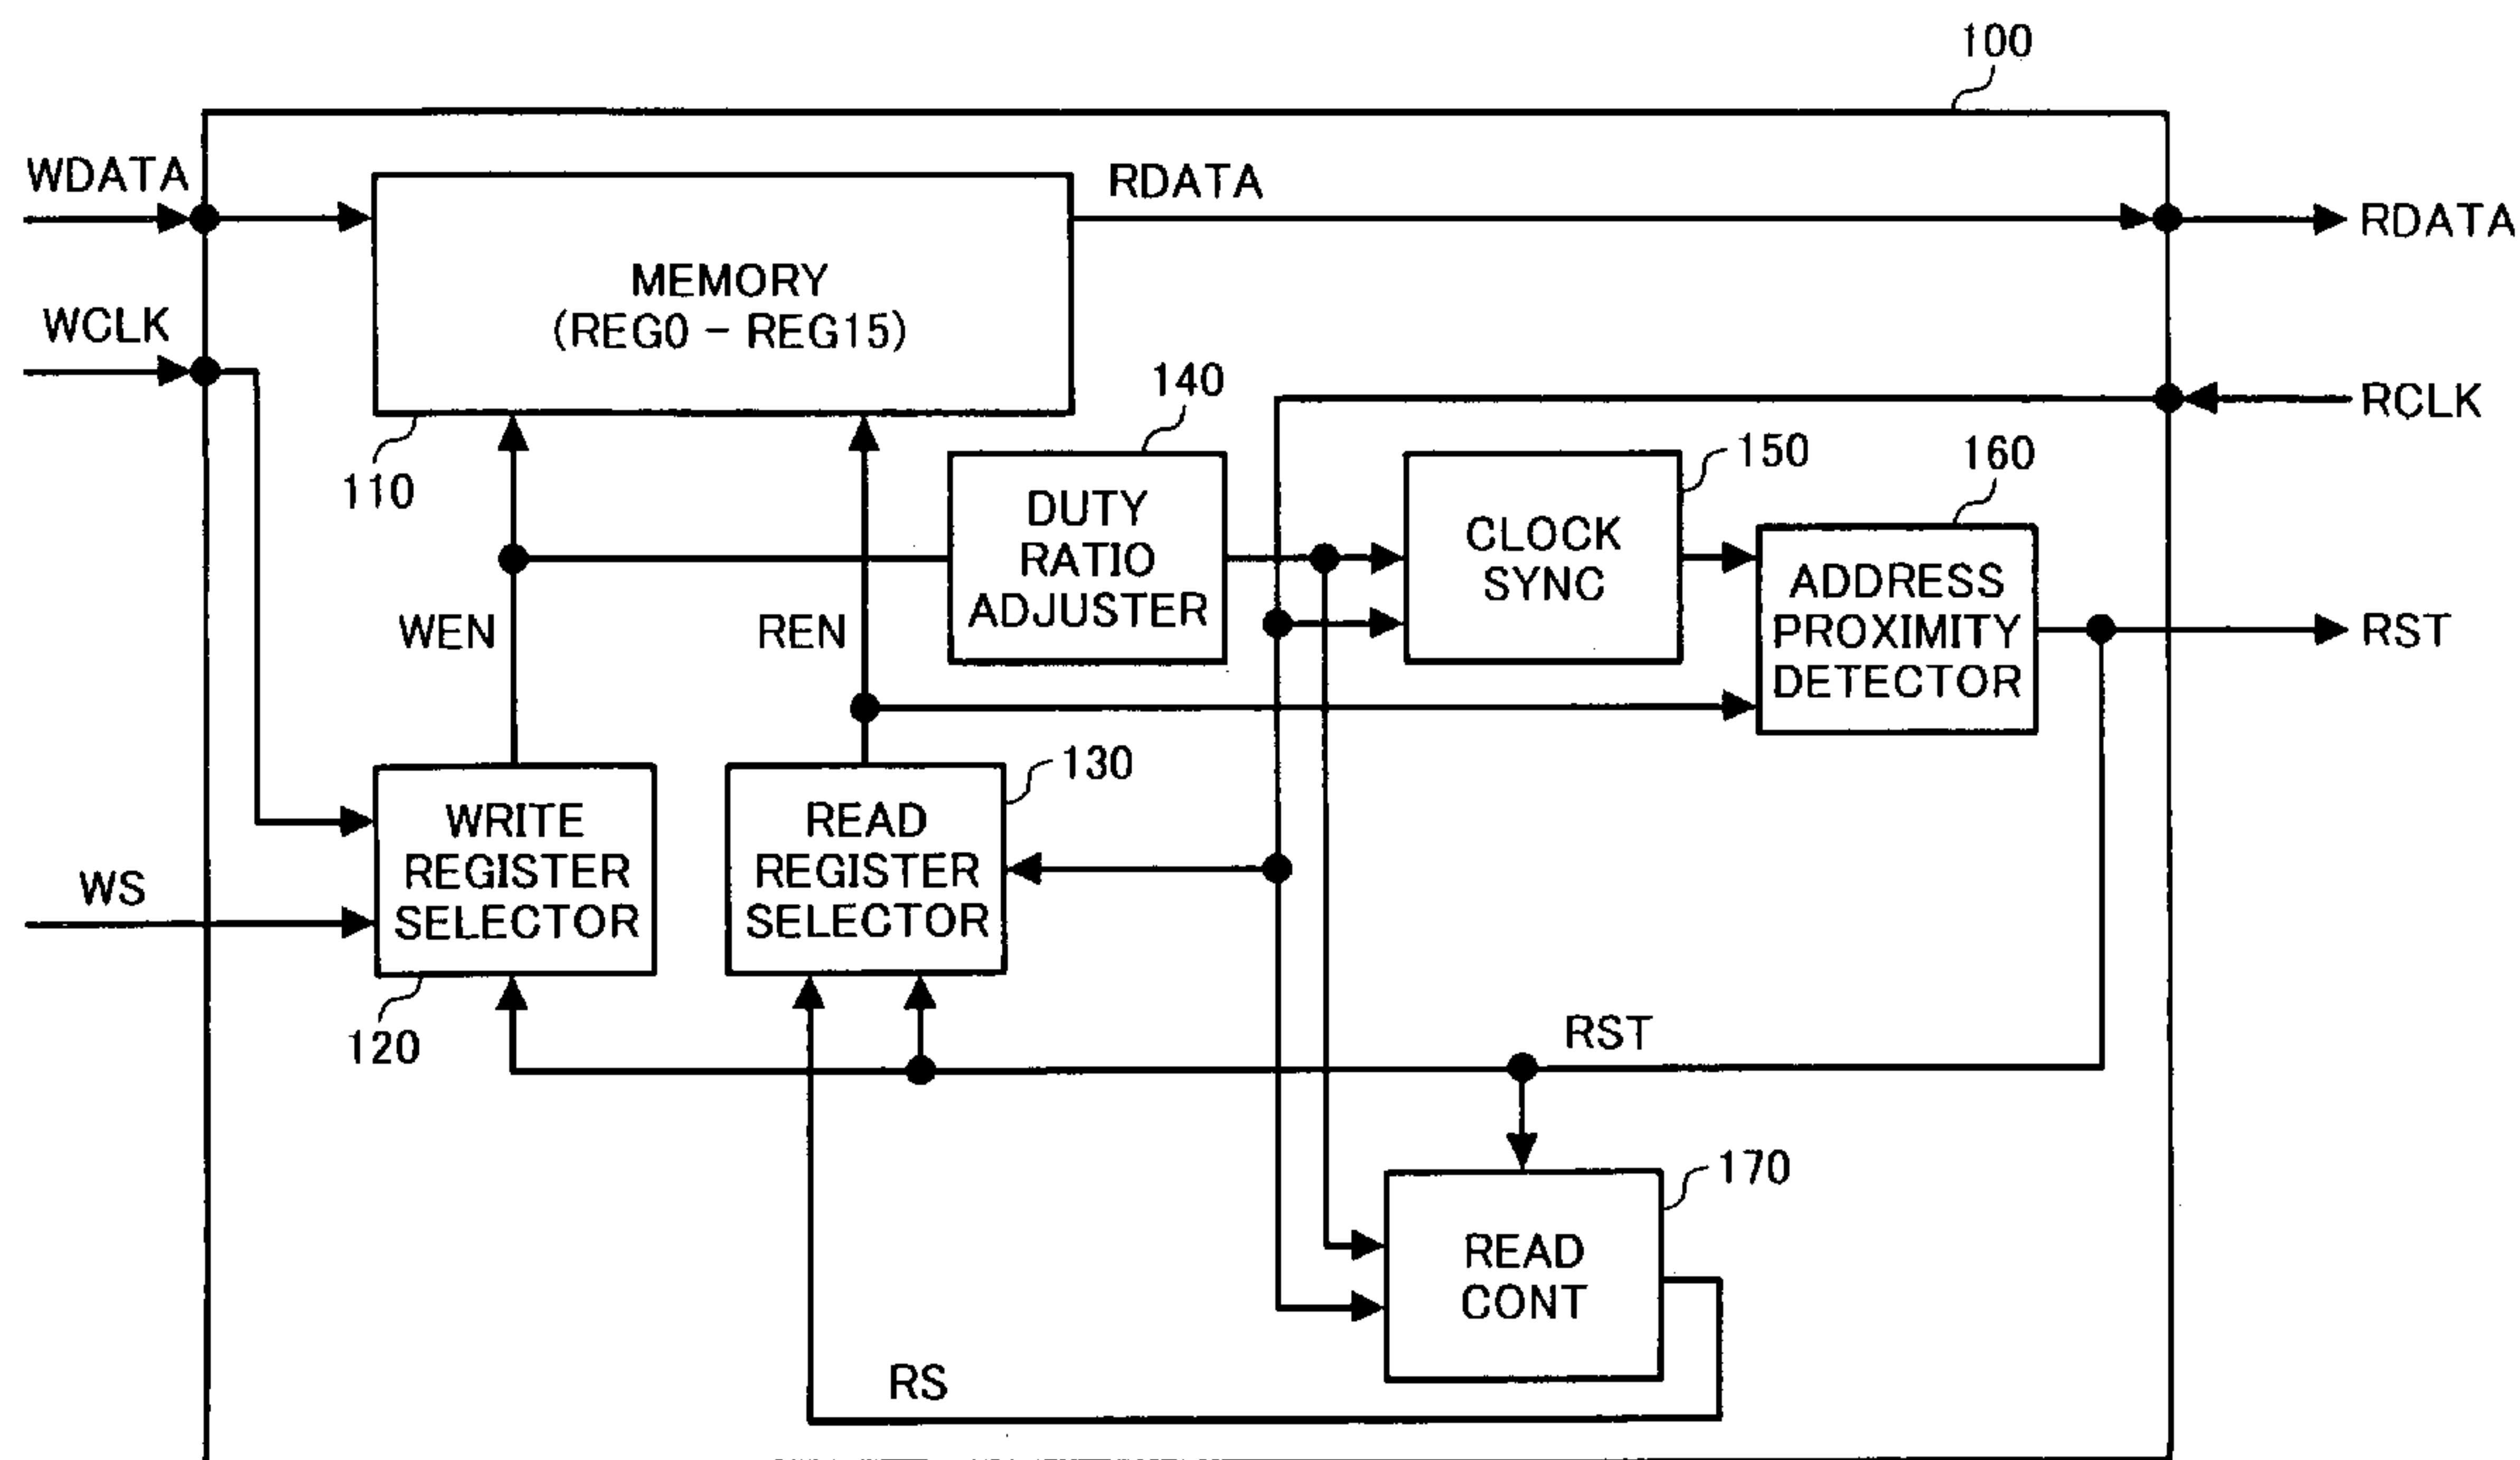 100
WDATA
RDATA
RDATA
MEMORY
(REG0 - REG15)
WCLK
140
RCLK
110
150
160
DUTY
RATIO
ADJUSTER
CLOCK
SYNC
ADDRESS
PROXIMITY
DETECTOR
WEN
REN
RST
130
WRITE
REGISTER
SELECTOR
READ
REGISTER
SELECTOR
WS
120
RST
170
READ
CONT
RS